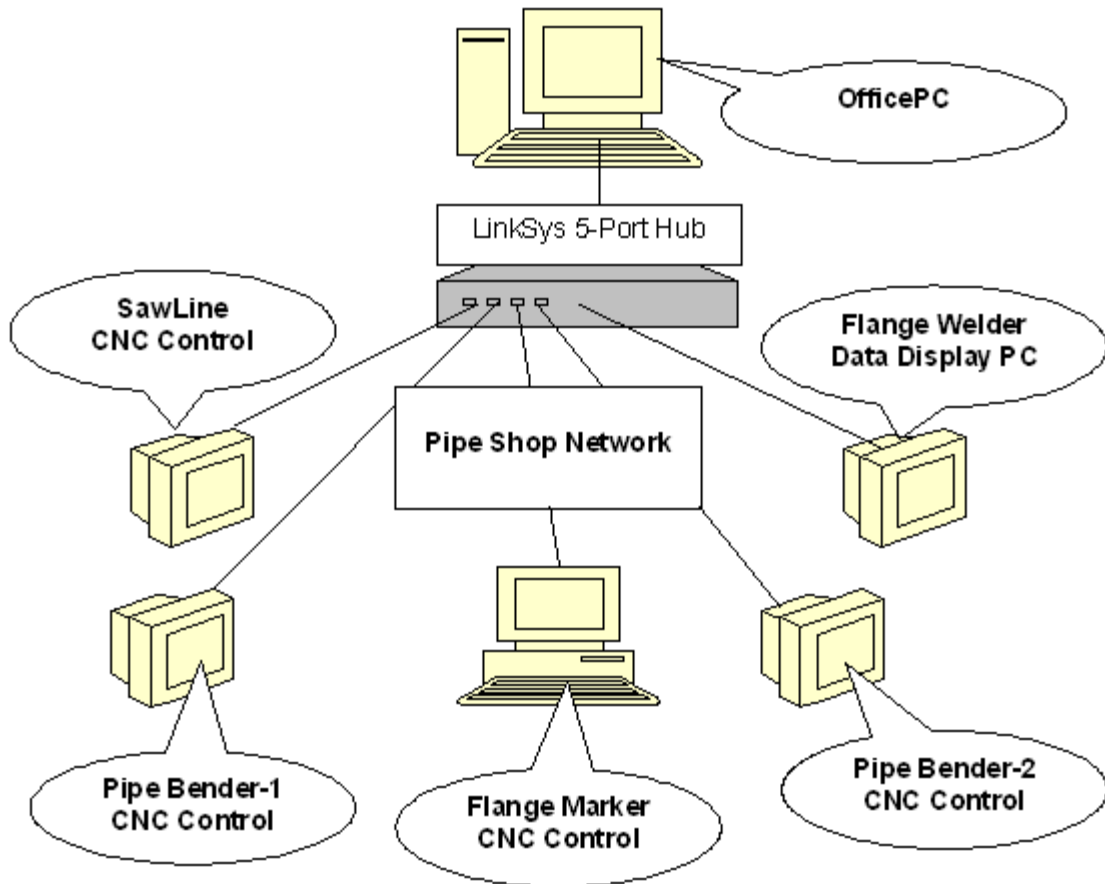 OfficePC
LinkSys 5-Port Hub
SawLine
CNC Control
Flange Welder
Data Display PC
Pipe Shop Network
Pipe Bender-1
CNC Control
Flange Marker
CNC Control
Pipe Bender-2
CNC Control